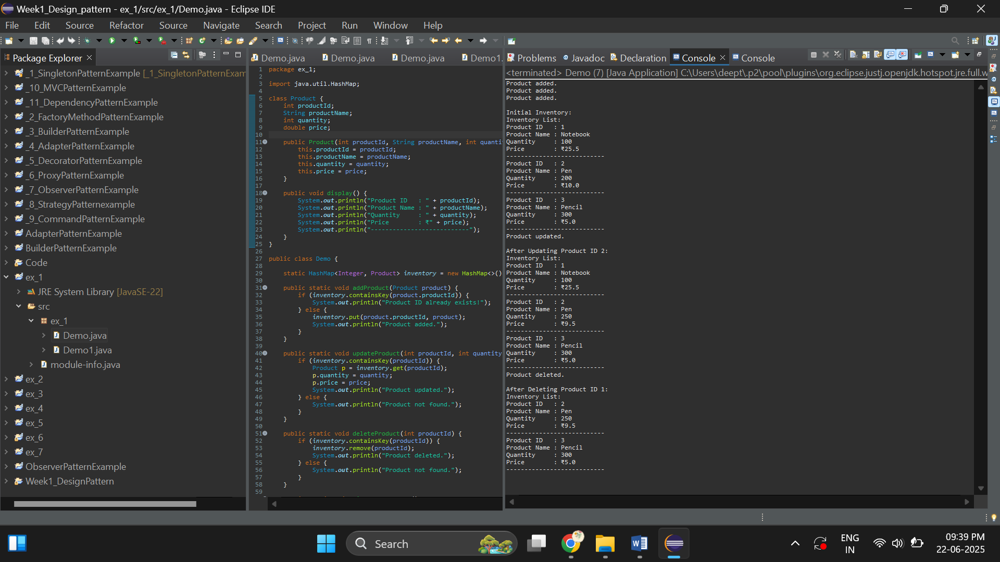 Week1_Design_pattern - ex_1/src/ex_1/Demo.java - Eclipse IDE
File Edit Source Refactor Source Navigate Search Project Run Window Help
Package Explorer
_1_SingletonPatternExample [_1_SingletonPatternExam
_10_MVCPatternExample
_11_DependencyPatternExample
_2_FactoryMethodPatternExample
_3_BuilderPatternExample
_4_AdapterPatternExample
_5_DecoratorPatternExample
_6_ProxyPatternExample
_7_ObserverPatternExample
_8_StrategyPatternexample
_9_CommandPatternExample
AdapterPatternExample
BuilderPatternExample
Code
ex_1
JRE System Library [JavaSE-22]
src
ex_1
Demo.java
Demo1.java
module-info.java
ex_2
ex_3
ex_4
ex_5
ex_6
ex_7
ObserverPatternExample
Week1_DesignPattern
Demo.java Demo.java Demo.java Demo1.
1 package ex_1;
2
3 import java.util.HashMap;
4
5 class Product {
6 int productId;
7 String productName;
8 int quantity;
9 double price;
10
11 public Product(int productId, String productName, int quanti
12 this.productId = productId;
13 this.productName = productName;
14 this.quantity = quantity;
15 this.price = price;
16 }
17
18 public void display() {
19 System.out.println("Product ID   : " + productId);
20 System.out.println("Product Name : " + productName);
21 System.out.println("Quantity     : " + quantity);
22 System.out.println("Price        : ₹" + price);
23 System.out.println("---------------------------");
24 }
25 }
26
27 public class Demo {
28
29 static HashMap<Integer, Product> inventory = new HashMap<>()
30
31 public static void addProduct(Product product) {
32 if (inventory.containsKey(product.productId)) {
33 System.out.println("Product ID already exists!");
34 } else {
35 inventory.put(product.productId, product);
36 System.out.println("Product added.");
37 }
38 }
39
40 public static void updateProduct(int productId, int quantity
41 if (inventory.containsKey(productId)) {
42 Product p = inventory.get(productId);
43 p.quantity = quantity;
44 p.price = price;
45 System.out.println("Product updated.");
46 } else {
47 System.out.println("Product not found.");
48 }
49 }
50
51 public static void deleteProduct(int productId) {
52 if (inventory.containsKey(productId)) {
53 inventory.remove(productId);
54 System.out.println("Product deleted.");
55 } else {
56 System.out.println("Product not found.");
57 }
58 }
59
Problems Javadoc Declaration Console Console
<terminated> Demo (7) [Java Application] C:\Users\deept\.p2\pool\plugins\org.eclipse.justj.openjdk.hotspot.jre.full.w
Product added.
Product added.
Product added.
Initial Inventory:
Inventory List:
Product ID   : 1
Product Name : Notebook
Quantity     : 100
Price        : ₹25.5
---------------------------
Product ID   : 2
Product Name : Pen
Quantity     : 200
Price        : ₹10.0
---------------------------
Product ID   : 3
Product Name : Pencil
Quantity     : 300
Price        : ₹5.0
---------------------------
Product updated.
After Updating Product ID 2:
Inventory List:
Product ID   : 1
Product Name : Notebook
Quantity     : 100
Price        : ₹25.5
---------------------------
Product ID   : 2
Product Name : Pen
Quantity     : 250
Price        : ₹9.5
---------------------------
Product ID   : 3
Product Name : Pencil
Quantity     : 300
Price        : ₹5.0
---------------------------
Product deleted.
After Deleting Product ID 1:
Inventory List:
Product ID   : 2
Product Name : Pen
Quantity     : 250
Price        : ₹9.5
---------------------------
Product ID   : 3
Product Name : Pencil
Quantity     : 300
Price        : ₹5.0
---------------------------
Search
ENG
IN
09:39 PM
22-06-2025